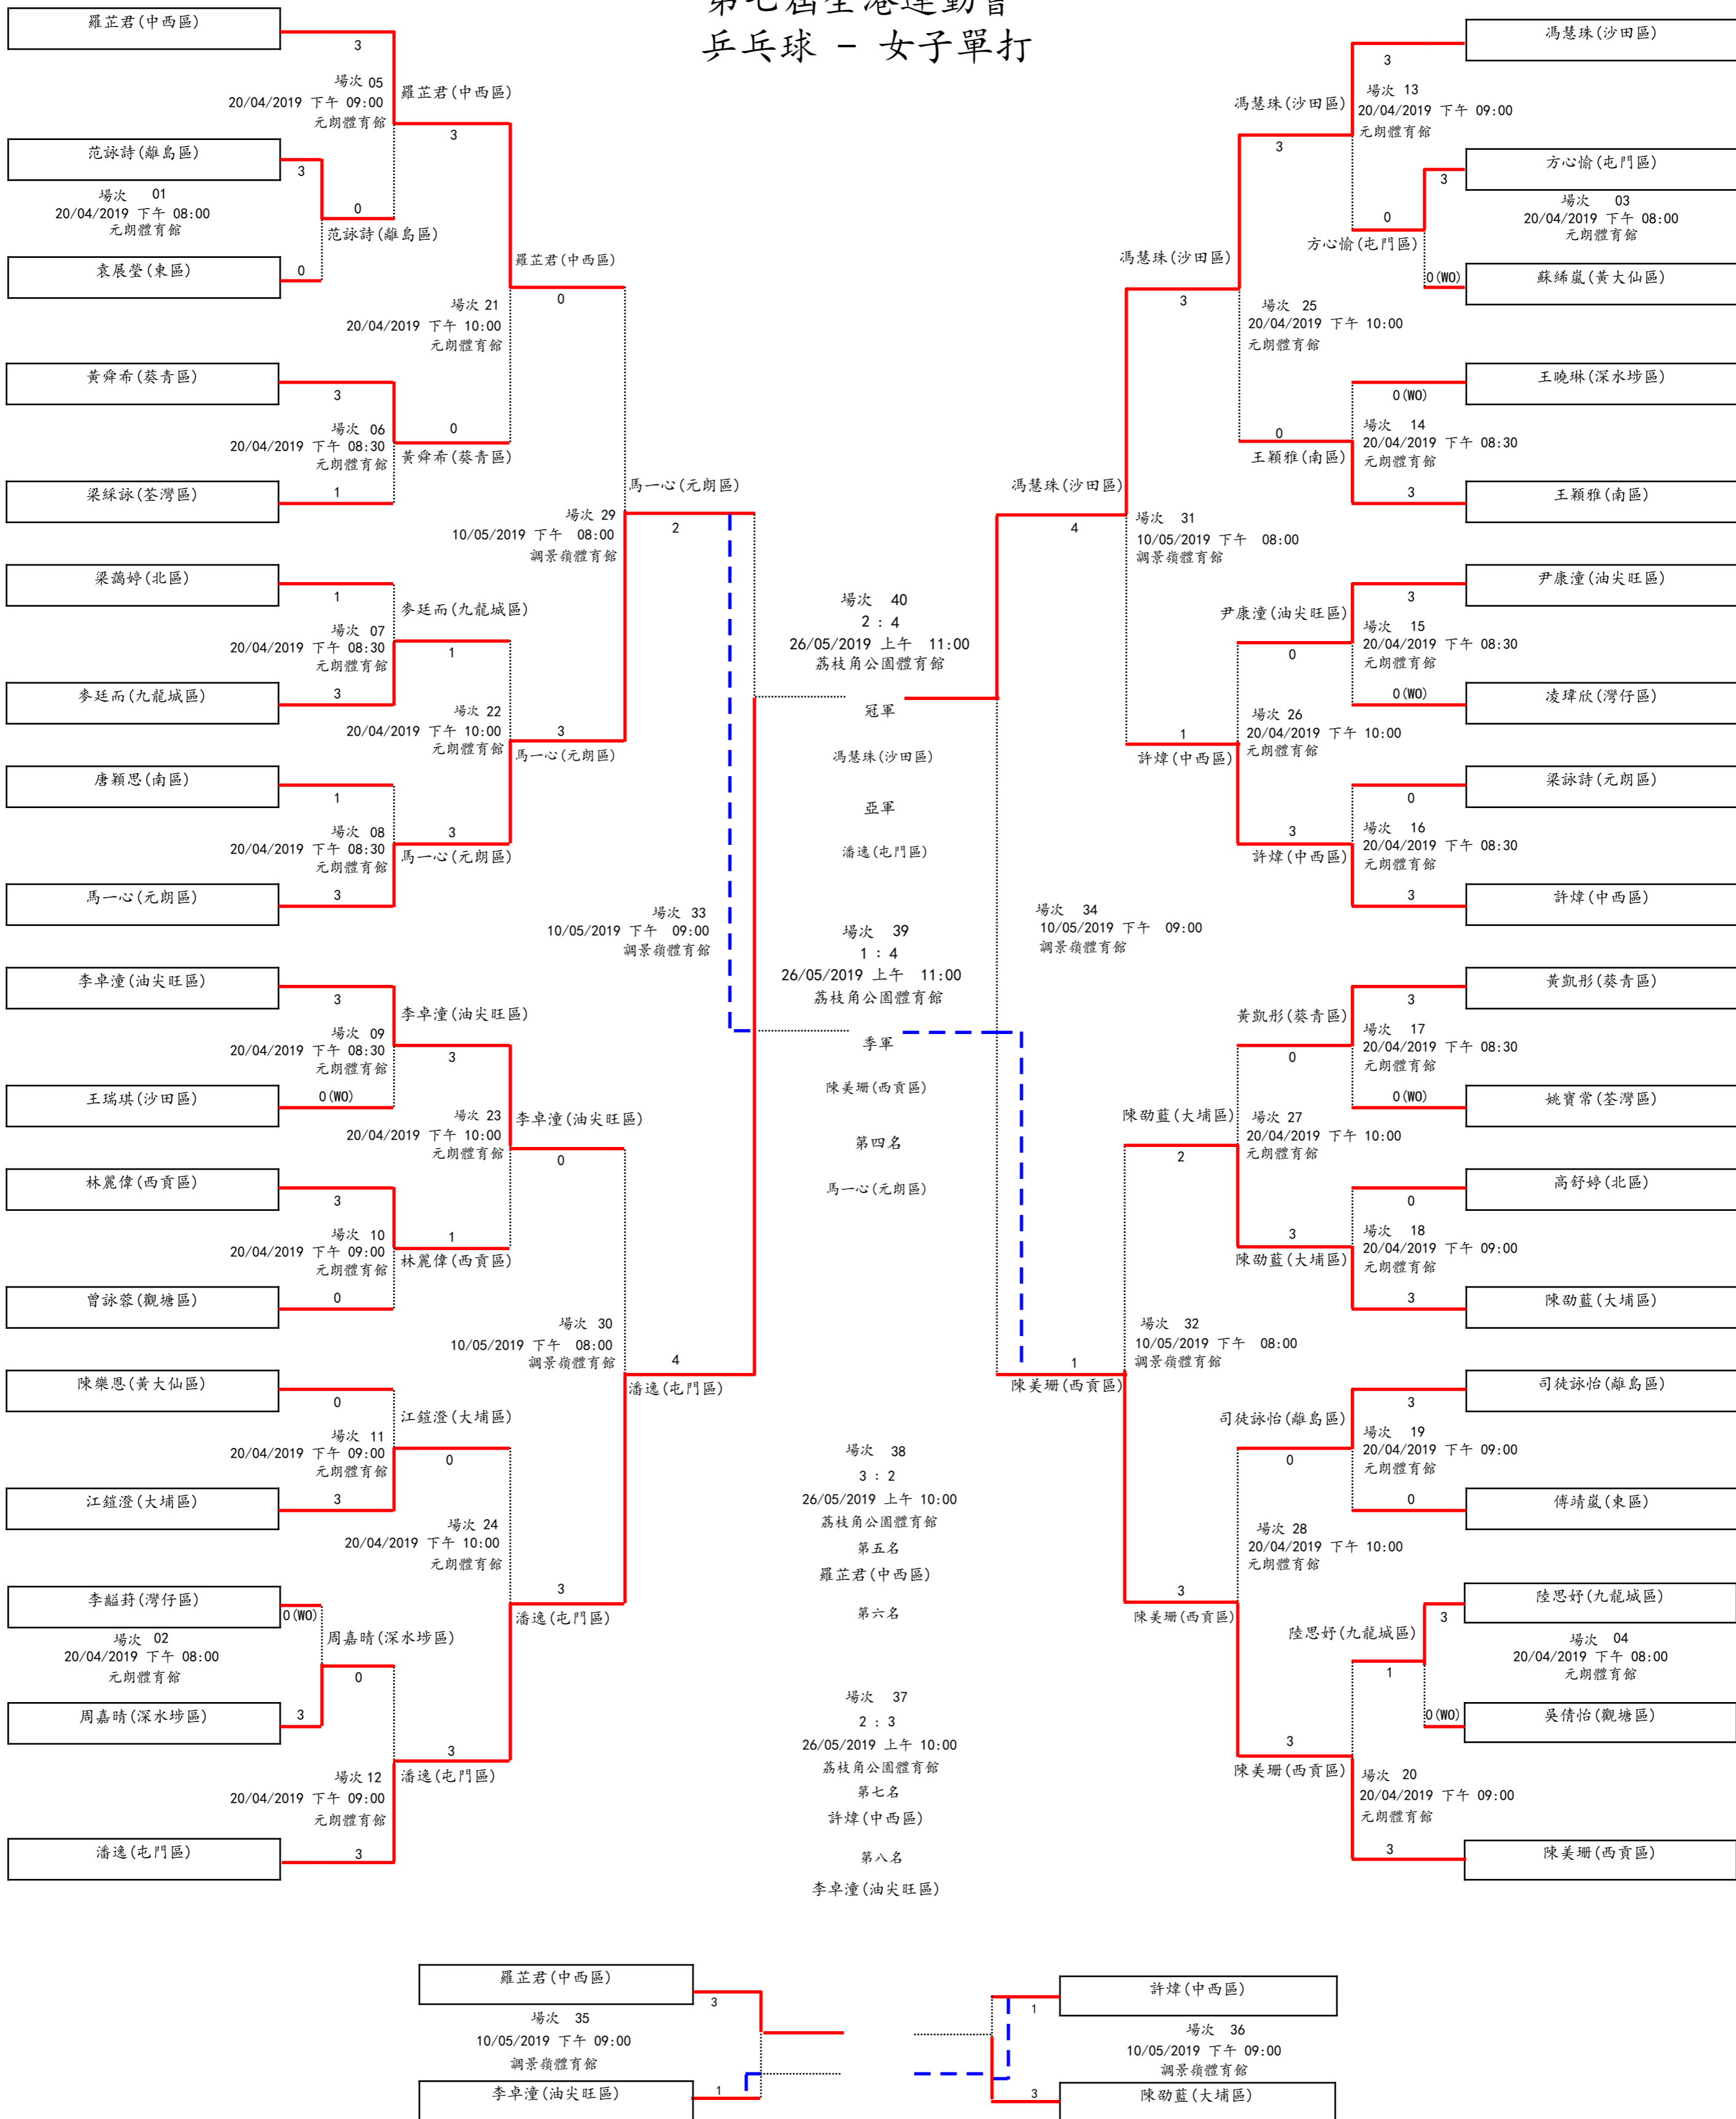 第七屆全港運動會
乒乓球 - 女子單打
羅芷君(中西區)
3
場次 05
20/04/2019 下午 09:00
元朗體育館
羅芷君(中西區)
3
范詠詩(離島區)
3
場次 01
20/04/2019 下午 08:00
元朗體育館
0
范詠詩(離島區)
袁展瑩(東區)
0
羅芷君(中西區)
0
場次 21
20/04/2019 下午 10:00
元朗體育館
黃舜希(葵青區)
3
場次 06
20/04/2019 下午 08:30
元朗體育館
0
黃舜希(葵青區)
梁綵詠(荃灣區)
1
馬一心(元朗區)
2
場次 29
10/05/2019 下午 08:00
調景嶺體育館
梁藹婷(北區)
1
場次 07
20/04/2019 下午 08:30
元朗體育館
麥廷而(九龍城區)
1
麥廷而(九龍城區)
3
場次 22
20/04/2019 下午 10:00
元朗體育館
3
馬一心(元朗區)
唐穎思(南區)
1
場次 08
20/04/2019 下午 08:30
元朗體育館
3
馬一心(元朗區)
馬一心(元朗區)
3
場次 33
10/05/2019 下午 09:00
調景嶺體育館
李卓潼(油尖旺區)
3
場次 09
20/04/2019 下午 08:30
元朗體育館
李卓潼(油尖旺區)
3
王瑞琪(沙田區)
0(WO)
場次 23
20/04/2019 下午 10:00
元朗體育館
李卓潼(油尖旺區)
0
林麗偉(西貢區)
3
場次 10
20/04/2019 下午 09:00
元朗體育館
1
林麗偉(西貢區)
曾詠蓉(觀塘區)
0
場次 30
10/05/2019 下午 08:00
調景嶺體育館
4
潘逸(屯門區)
陳樂恩(黃大仙區)
0
場次 11
20/04/2019 下午 09:00
元朗體育館
江鎧澄(大埔區)
0
江鎧澄(大埔區)
3
場次 24
20/04/2019 下午 10:00
元朗體育館
3
潘逸(屯門區)
(灣仔區)
0(WO)
場次 02
20/04/2019 下午 08:00
元朗體育館
周嘉晴(深水埗區)
0
周嘉晴(深水埗區)
3
3
潘逸(屯門區)
場次 12
20/04/2019 下午 09:00
元朗體育館
潘逸(屯門區)
3
場次 40
2 : 4
26/05/2019 上午 11:00
荔枝角公園體育館
冠軍
馮慧珠(沙田區)
亞軍
潘逸(屯門區)
場次 39
1 : 4
26/05/2019 上午 11:00
荔枝角公園體育館
季軍
陳美珊(西貢區)
第四名
馬一心(元朗區)
場次 38
3 : 2
26/05/2019 上午 10:00
荔枝角公園體育館
第五名
羅芷君(中西區)
第六名
場次 37
2 : 3
26/05/2019 上午 10:00
荔枝角公園體育館
第七名
許煒(中西區)
第八名
李卓潼(油尖旺區)
馮慧珠(沙田區)
3
馮慧珠(沙田區)
3
場次 13
20/04/2019 下午 09:00
元朗體育館
方心愉(屯門區)
3
場次 03
20/04/2019 下午 08:00
元朗體育館
0
方心愉(屯門區)
0(WO)
蘇絺嵐(黃大仙區)
馮慧珠(沙田區)
3
場次 25
20/04/2019 下午 10:00
元朗體育館
王曉琳(深水埗區)
0(WO)
場次 14
20/04/2019 下午 08:30
元朗體育館
0
王穎雅(南區)
3
王穎雅(南區)
馮慧珠(沙田區)
4
場次 31
10/05/2019 下午 08:00
調景嶺體育館
尹康潼(油尖旺區)
3
尹康潼(油尖旺區)
0
場次 15
20/04/2019 下午 08:30
元朗體育館
0(WO)
凌瑋欣(灣仔區)
場次 26
20/04/2019 下午 10:00
元朗體育館
1
許煒(中西區)
梁詠詩(元朗區)
0
場次 16
20/04/2019 下午 08:30
元朗體育館
3
許煒(中西區)
3
許煒(中西區)
場次 34
10/05/2019 下午 09:00
調景嶺體育館
黃凱彤(葵青區)
3
黃凱彤(葵青區)
0
場次 17
20/04/2019 下午 08:30
元朗體育館
0(WO)
姚寶常(荃灣區)
陳劭藍(大埔區)
2
場次 27
20/04/2019 下午 10:00
元朗體育館
高舒婷(北區)
0
場次 18
20/04/2019 下午 09:00
元朗體育館
3
陳劭藍(大埔區)
3
陳劭藍(大埔區)
場次 32
10/05/2019 下午 08:00
調景嶺體育館
1
陳美珊(西貢區)
司徒詠怡(離島區)
3
司徒詠怡(離島區)
0
場次 19
20/04/2019 下午 09:00
元朗體育館
0
傅靖嵐(東區)
場次 28
20/04/2019 下午 10:00
元朗體育館
3
陳美珊(西貢區)
陸思妤(九龍城區)
3
場次 04
20/04/2019 下午 08:00
元朗體育館
陸思妤(九龍城區)
1
0(WO)
吳倩怡(觀塘區)
3
陳美珊(西貢區)
場次 20
20/04/2019 下午 09:00
元朗體育館
3
陳美珊(西貢區)
羅芷君(中西區)
3
場次 35
10/05/2019 下午 09:00
調景嶺體育館
李卓潼(油尖旺區)
1
許煒(中西區)
1
場次 36
10/05/2019 下午 09:00
調景嶺體育館
3
陳劭藍(大埔區)